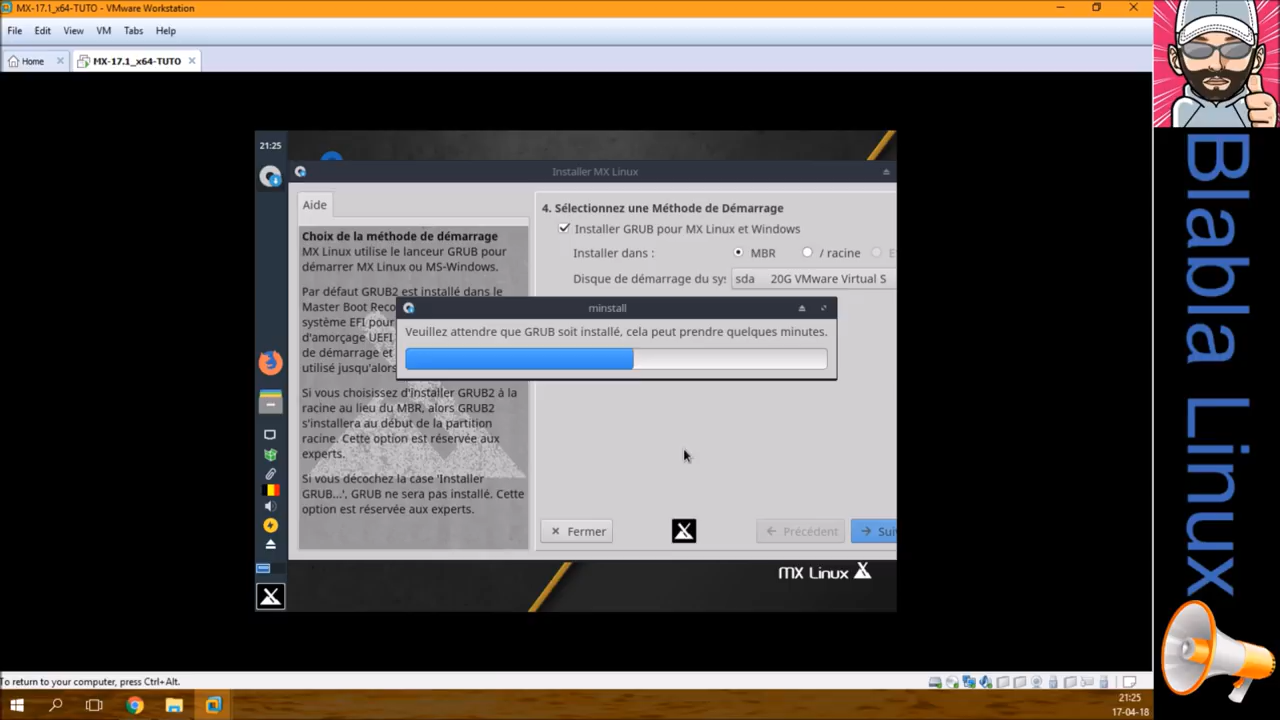 MX-17.1_x64-TUTO - VMware Workstation
File Edit View VM Tabs Help
Home MX-17.1_x64-TUTO
21:25
Installer MX Linux
Aide
Choix de la méthode de démarrage
MX Linux utilise le lanceur GRUB pour
démarrer MX Linux ou MS-Windows.
Par défaut GRUB2 est installé dans le
Master Boot Reco
système EFI pour
d'amorçage UEFI
de démarrage et
utilisé jusqu'alors
Si vous choisissez d'installer GRUB2 à la
racine au lieu du MBR, alors GRUB2
s'installera au début de la partition
racine. Cette option est réservée aux
experts.
Si vous décochez la case 'Installer
GRUB...', GRUB ne sera pas installé. Cette
option est réservée aux experts.
4. Sélectionnez une Méthode de Démarrage
Installer GRUB pour MX Linux et Windows
Installer dans : MBR / racine E
Disque de démarrage du sy: sda 20G VMware Virtual S
minstall
Veuillez attendre que GRUB soit installé, cela peut prendre quelques minutes.
Fermer
Précédent
Sui
MX Linux
To return to your computer, press Ctrl+Alt.
21:25
17-04-18
Blabla Linux